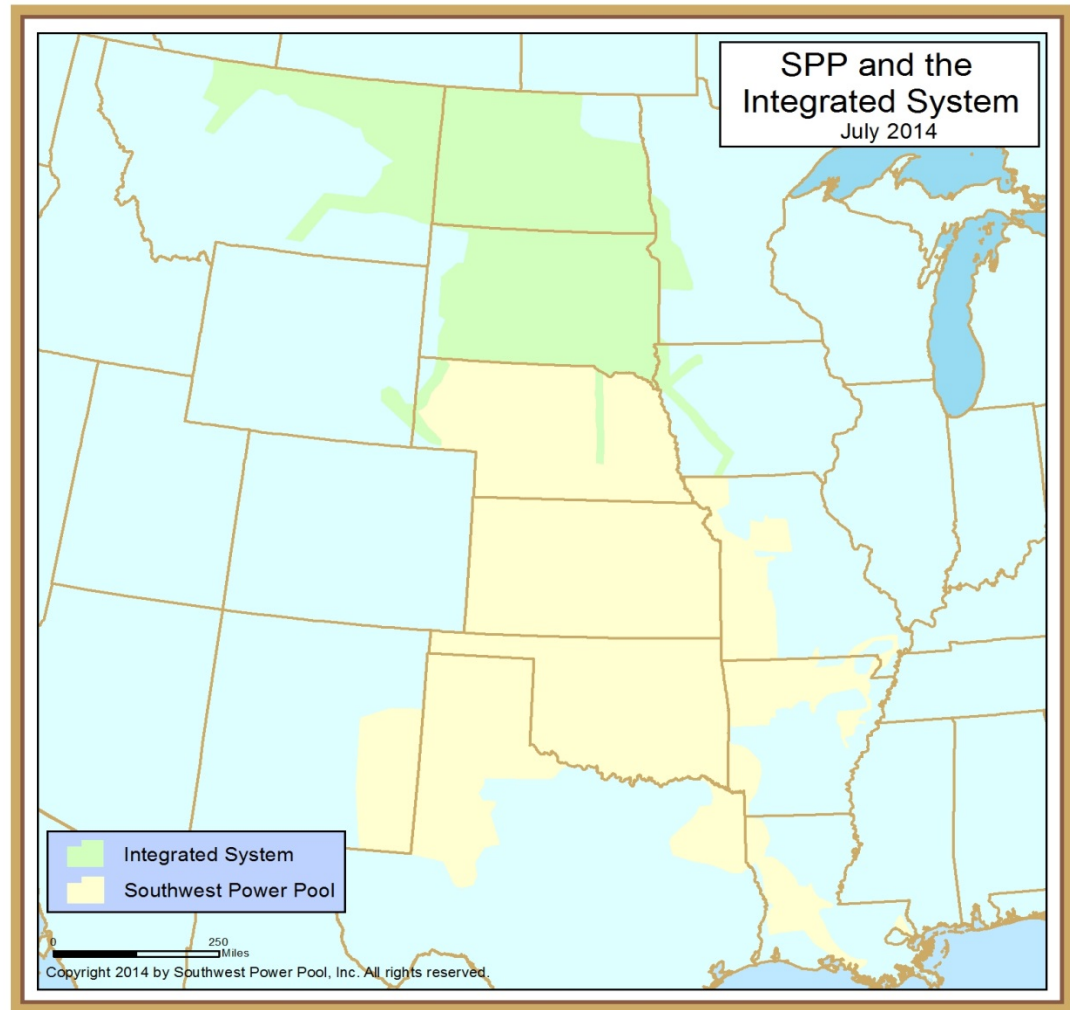 SPP and the
Integrated System
July 2014
Integrated System
Southwest Power Pool
0 250
Miles
Copyright 2014 by Southwest Power Pool, Inc. All rights reserved.